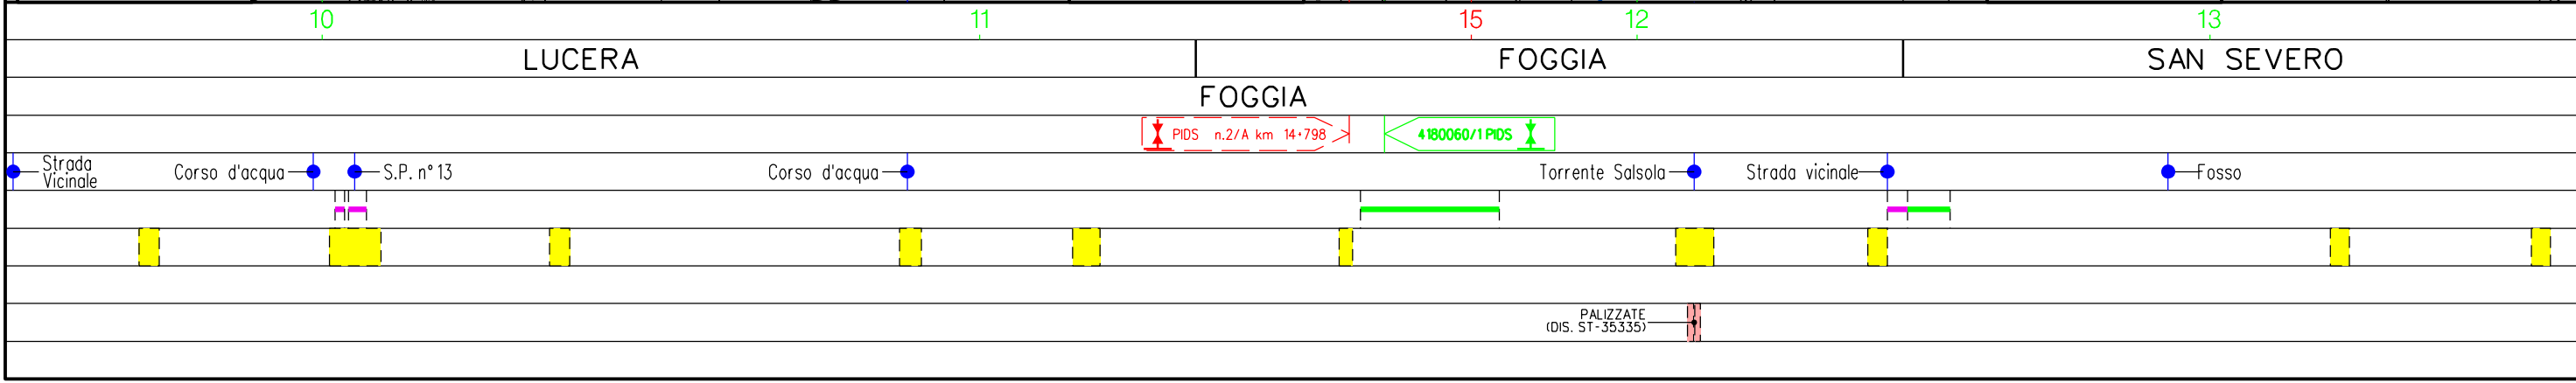 10 11 15 12 13
LUCERA FOGGIA SAN SEVERO
FOGGIA
PIDS n.2/A km 14+798 4180060/1 PIDS
Strada
Vicinale
Corso d'acqua S.P. n°13 Corso d'acqua Torrente Salsola Strada vicinale Fosso
PALIZZATE
(DIS. ST-35335)